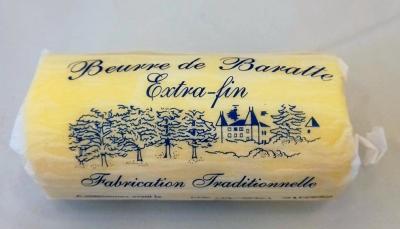 Beurre de Baratte
Extra-fin
Fabrication Traditionnelle